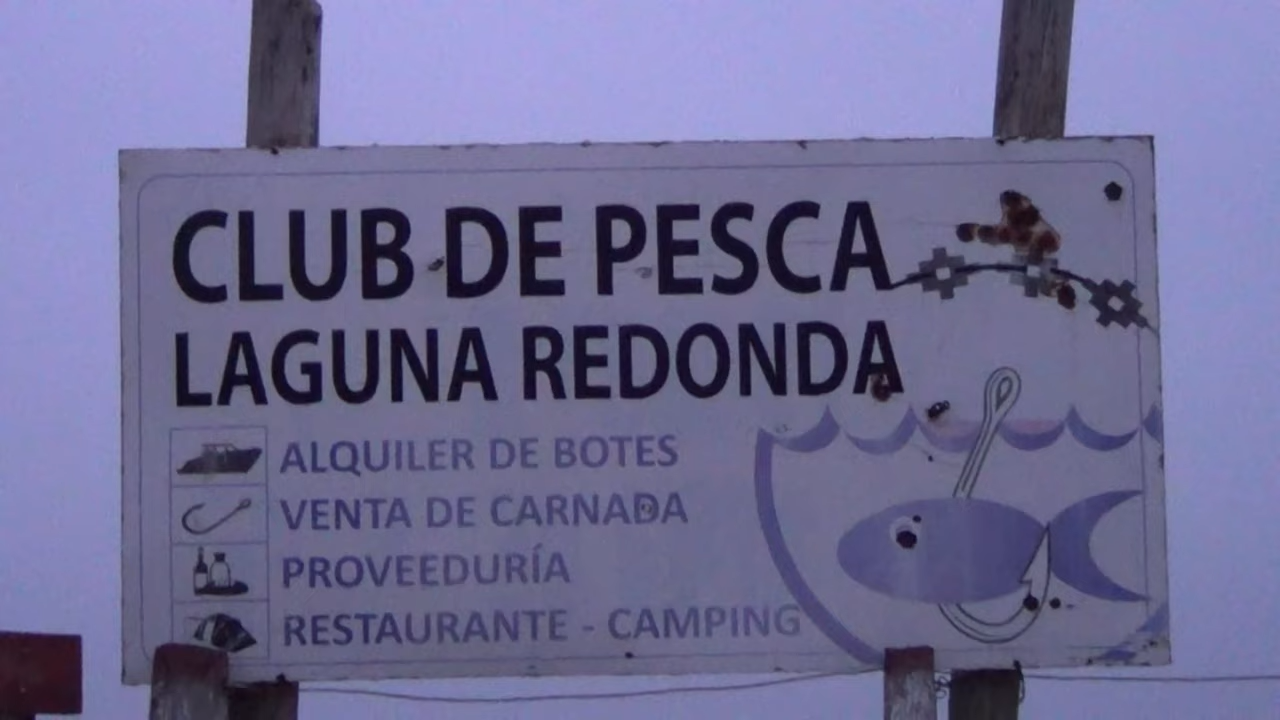 CLUB DE PESCA
LAGUNA REDONDA
ALQUILER DE BOTES
VENTA DE CARNADA
PROVEEDURÍA
RESTAURANTE - CAMPING